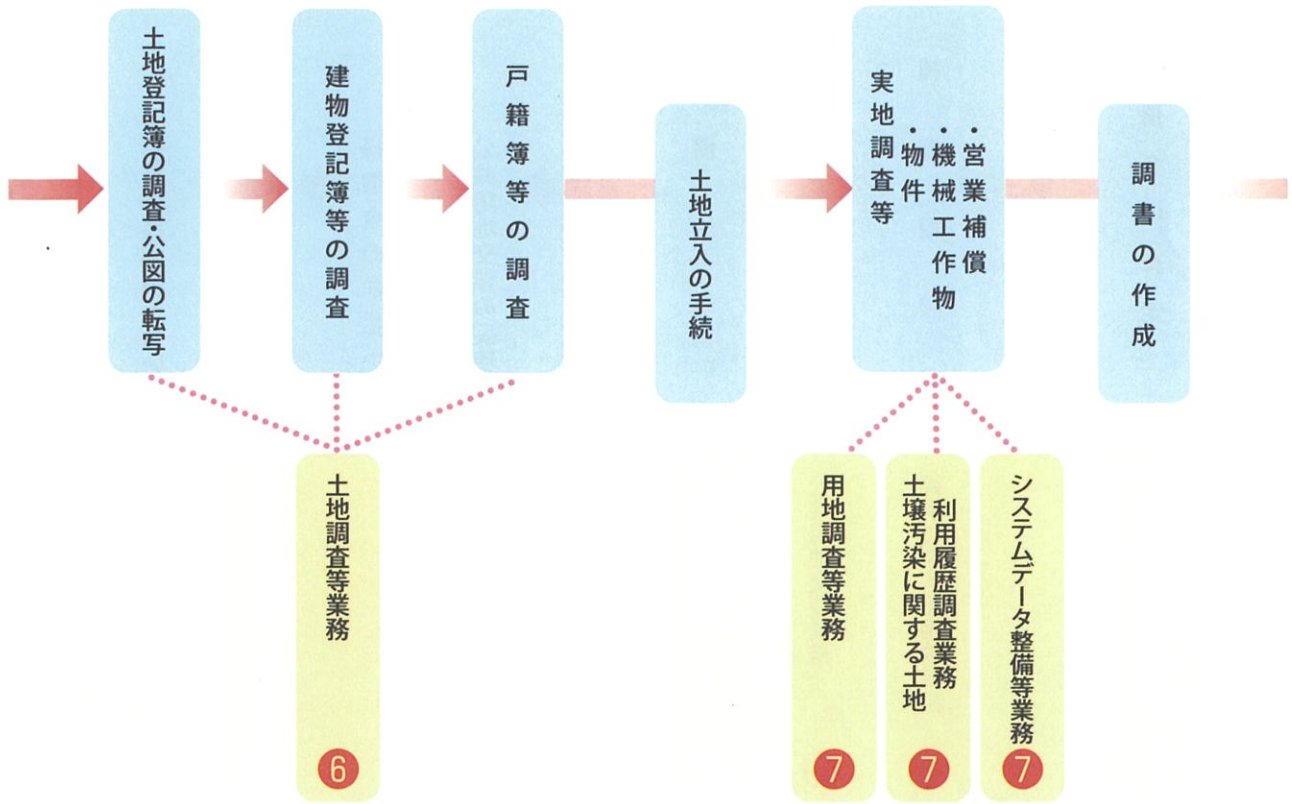 土地登記簿の調査・公図の転写
建物登記簿等の調査
戸籍簿等の調査
土地立入の手続
実地調査等
・物件
・機械工作物
・営業補償
調書の作成
土地調査等業務
6
用地調査等業務
7
土壌汚染に関する土地
利用履歴調査業務
7
システムデータ整備等業務
7